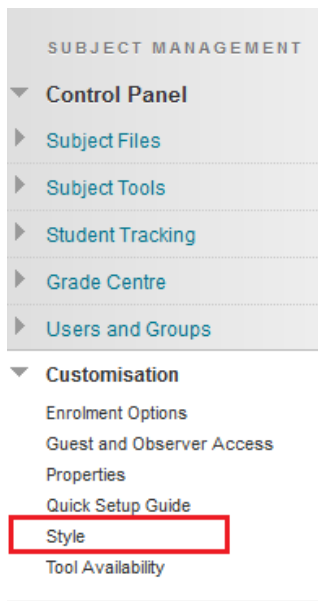 SUBJECT MANAGEMENT
Control Panel
Subject Files
Subject Tools
Student Tracking
Grade Centre
Users and Groups
Customisation
Enrolment Options
Guest and Observer Access
Properties
Quick Setup Guide
Style
Tool Availability